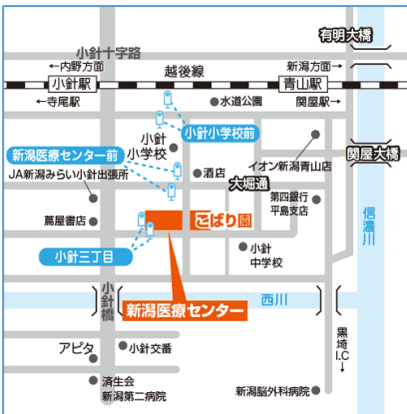 有明大橋
小針十字路
←内野方面
越後線
新潟方面→
小針駅
青山駅
←寺尾駅
関屋駅→
水道公園
小針小学校前
小針
小学校
新潟医療センター前
イオン新潟青山店
関屋大橋
JA新潟みらい小針出張所
酒店
大堀通
第四銀行
平島支店
蔦屋書店
こばり園
信濃川
小針三丁目
小針
中学校
小針橋
新潟医療センター
西川
黒埼I.C→
アピタ
小針交番
済生会
新潟第二病院
新潟脳外科病院